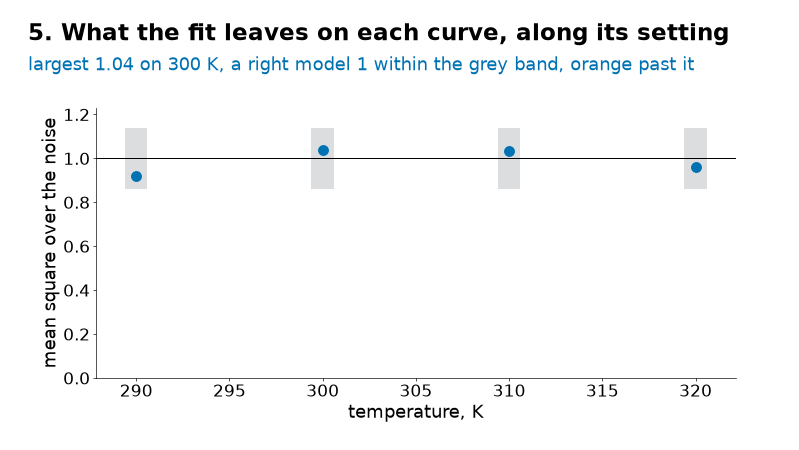 5. What the fit leaves on each curve, along its setting
largest 1.04 on 300 K, a right model 1 within the grey band, orange past it
mean square over the noise
1.2
1.0
0.8
0.6
0.4
0.2
0.0
290 295 300 305 310 315 320
temperature, K